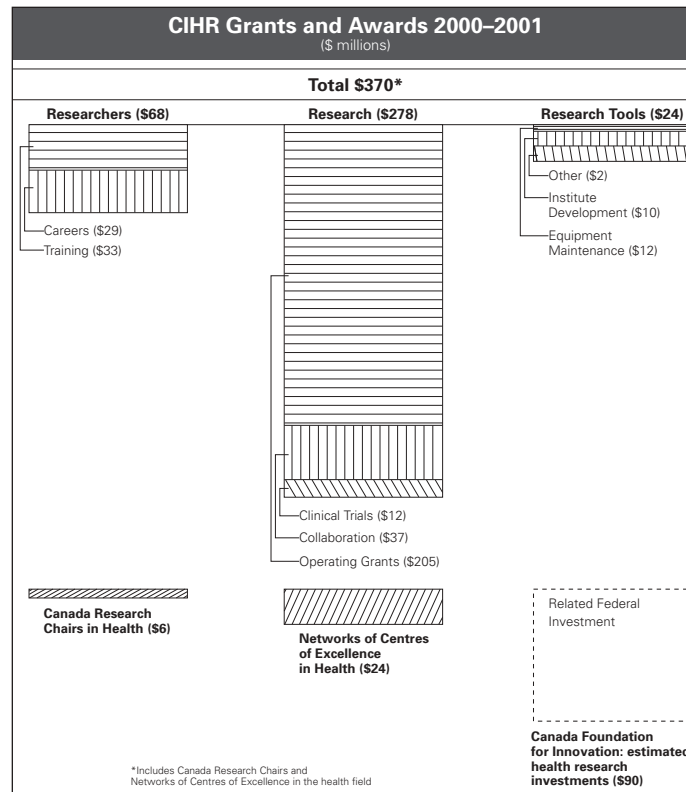 CIHR Grants and Awards 2000–2001
($ millions)
Total $370*
Researchers ($68)
Research ($278)
Research Tools ($24)
Careers ($29)
Training ($33)
Other ($2)
Institute
Development ($10)
Equipment
Maintenance ($12)
Clinical Trials ($12)
Collaboration ($37)
Operating Grants ($205)
Canada Research
Chairs in Health ($6)
Networks of Centres
of Excellence
in Health ($24)
Related Federal
Investment
Canada Foundation
for Innovation: estimated
health research
investments ($90)
*Includes Canada Research Chairs and
Networks of Centres of Excellence in the health field